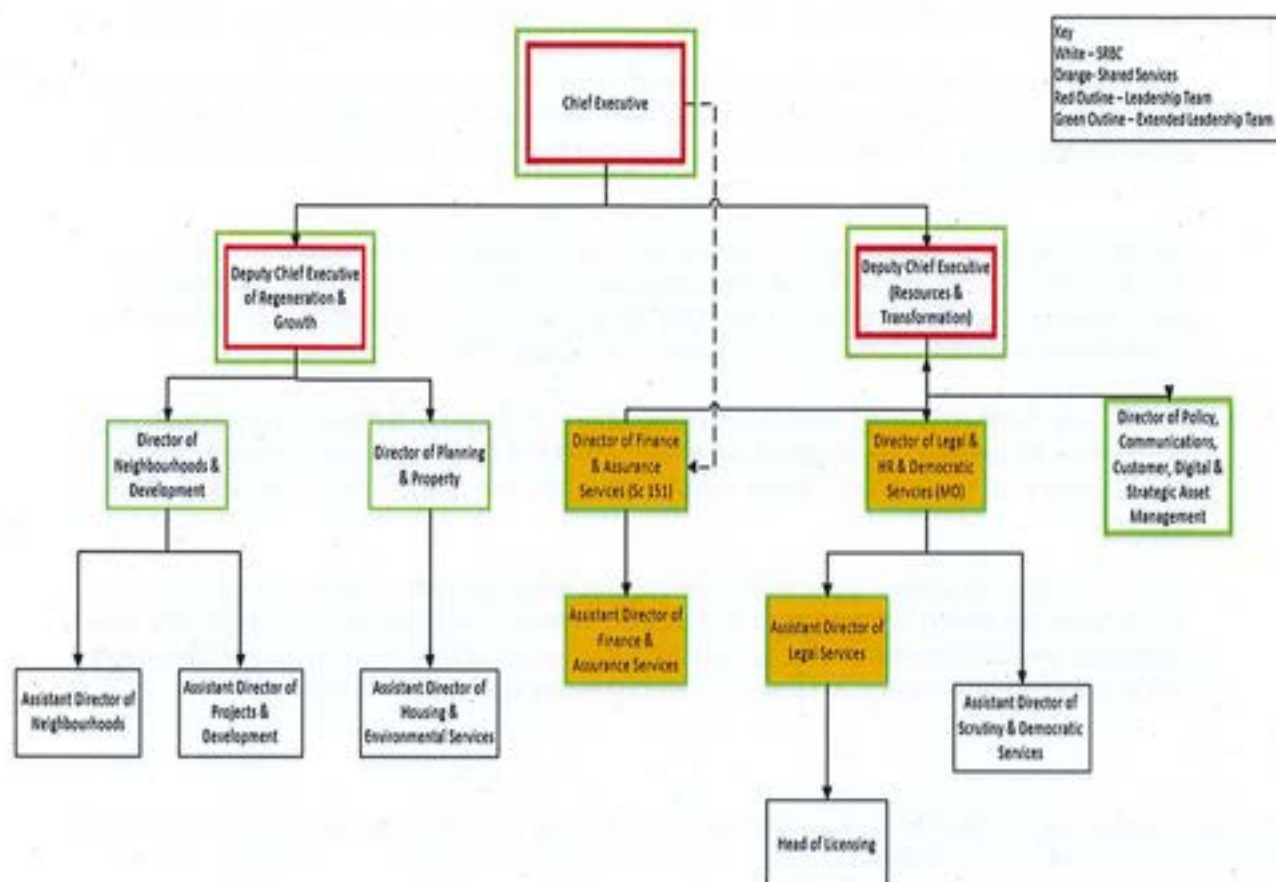 Key
White – SRBC
Orange- Shared Services
Red Outline – Leadership Team
Green Outline – Extended Leadership Team
Chief Executive
Deputy Chief Executive
of Regeneration &
Growth
Deputy Chief Executive
(Resources &
Transformation)
Director of
Neighbourhoods &
Development
Director of Planning
& Property
Director of Finance
& Assurance
Services (Sc 151)
Director of Legal &
HR & Democratic
Servcies (MO)
Director of Policy,
Communications,
Customer, Digital &
Strategic Asset
Management
Assistant Director of
Neighbourhoods
Assistant Director of
Projects &
Development
Assistant Director of
Housing &
Environmental Services
Assistant Director of
Finance &
Assurance Services
Assistant Director of
Legal Services
Assistant Director of
Scrutiny & Democratic
Services
Head of Licensing